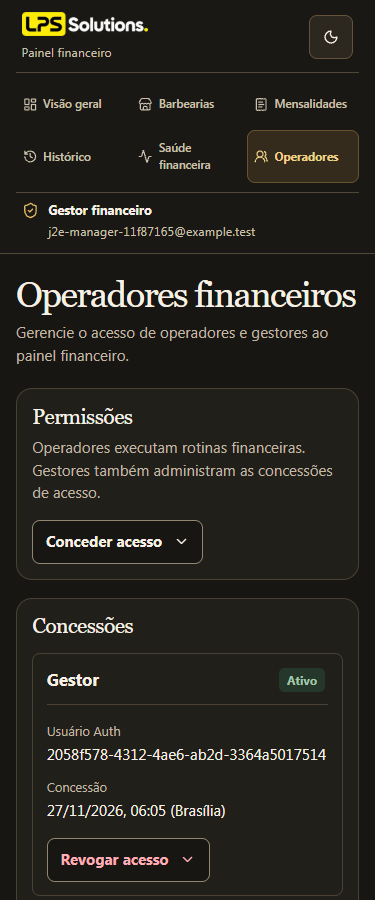 LPS Solutions.
Painel financeiro
Visão geral
Barbearias
Mensalidades
Histórico
Saúde
financeira
Operadores
Gestor financeiro
j2e-manager-11f87165@example.test
Operadores financeiros
Gerencie o acesso de operadores e gestores ao
painel financeiro.
Permissões
Operadores executam rotinas financeiras.
Gestores também administram as concessões
de acesso.
Conceder acesso
Concessões
Gestor
Ativo
Usuário Auth
2058f578-4312-4ae6-ab2d-3364a5017514
Concessão
27/11/2026, 06:05 (Brasília)
Revogar acesso